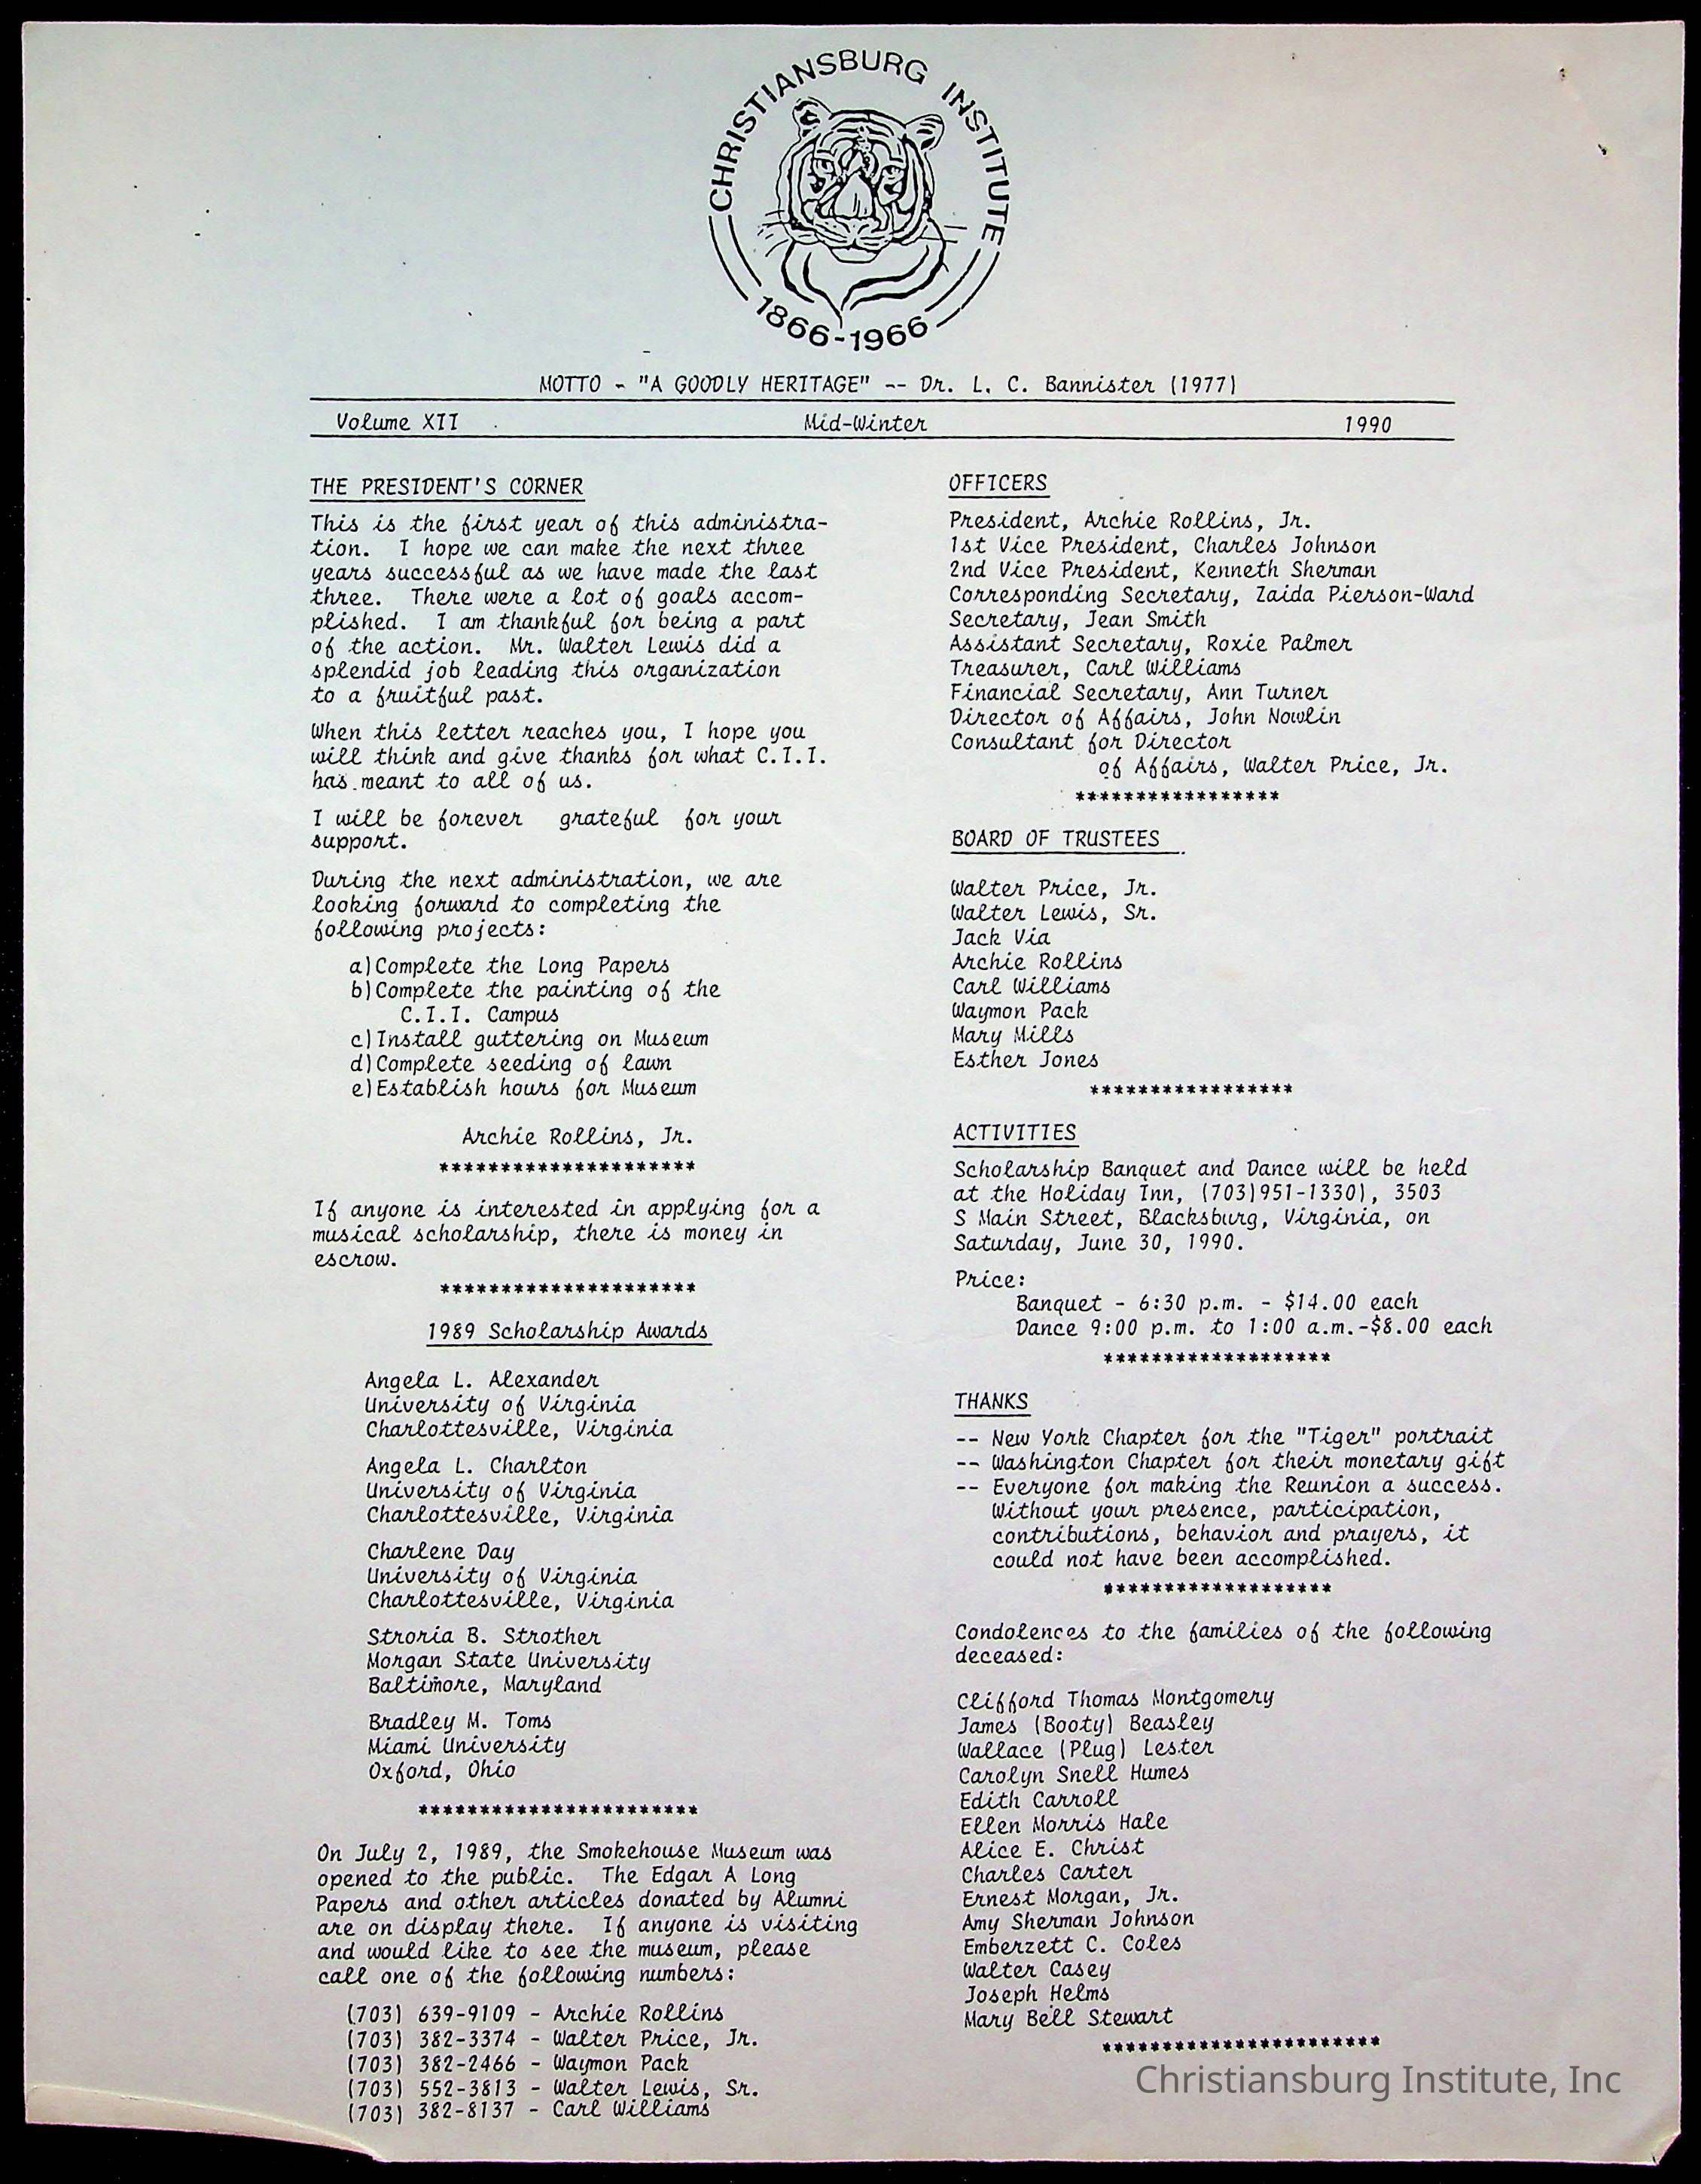 CHRISTIANSBURG INSTITUTE
1866-1966
MOTTO - "A GOODLY HERITAGE" -- Dr. L. C. Bannister (1977)
Volume XII Mid-Winter 1990
THE PRESIDENT'S CORNER
This is the first year of this administra-
tion. I hope we can make the next three
years successful as we have made the last
three. There were a lot of goals accom-
plished. I am thankful for being a part
of the action. Mr. Walter Lewis did a
splendid job leading this organization
to a fruitful past.
When this letter reaches you, I hope you
will think and give thanks for what C.I.I.
has meant to all of us.
I will be forever grateful for your
support.
During the next administration, we are
looking forward to completing the
following projects:
a)Complete the Long Papers
b)Complete the painting of the
C.I.I. Campus
c)Install guttering on Museum
d)Complete seeding of lawn
e)Establish hours for Museum
Archie Rollins, Jr.
*********************
If anyone is interested in applying for a
musical scholarship, there is money in
escrow.
*********************
1989 Scholarship Awards
Angela L. Alexander
University of Virginia
Charlottesville, Virginia
Angela L. Charlton
University of Virginia
Charlottesville, Virginia
Charlene Day
University of Virginia
Charlottesville, Virginia
Stroria B. Strother
Morgan State University
Baltimore, Maryland
Bradley M. Toms
Miami University
Oxford, Ohio
***********************
On July 2, 1989, the Smokehouse Museum was
opened to the public. The Edgar A Long
Papers and other articles donated by Alumni
are on display there. If anyone is visiting
and would like to see the museum, please
call one of the following numbers:
(703) 639-9109 - Archie Rollins
(703) 382-3374 - Walter Price, Jr.
(703) 382-2466 - Waymon Pack
(703) 552-3813 - Walter Lewis, Sr.
(703) 382-8137 - Carl Williams
OFFICERS
President, Archie Rollins, Jr.
1st Vice President, Charles Johnson
2nd Vice President, Kenneth Sherman
Corresponding Secretary, Zaida Pierson-Ward
Secretary, Jean Smith
Assistant Secretary, Roxie Palmer
Treasurer, Carl Williams
Financial Secretary, Ann Turner
Director of Affairs, John Nowlin
Consultant for Director
of Affairs, Walter Price, Jr.
*****************
BOARD OF TRUSTEES
Walter Price, Jr.
Walter Lewis, Sr.
Jack Via
Archie Rollins
Carl Williams
Waymon Pack
Mary Mills
Esther Jones
*****************
ACTIVITIES
Scholarship Banquet and Dance will be held
at the Holiday Inn, (703)951-1330), 3503
S Main Street, Blacksburg, Virginia, on
Saturday, June 30, 1990.
Price:
Banquet - 6:30 p.m. - $14.00 each
Dance 9:00 p.m. to 1:00 a.m.-$8.00 each
*******************
THANKS
-- New York Chapter for the "Tiger" portrait
-- Washington Chapter for their monetary gift
-- Everyone for making the Reunion a success.
Without your presence, participation,
contributions, behavior and prayers, it
could not have been accomplished.
*******************
Condolences to the families of the following
deceased:
Clifford Thomas Montgomery
James (Booty) Beasley
Wallace (Plug) Lester
Carolyn Snell Humes
Edith Carroll
Ellen Morris Hale
Alice E. Christ
Charles Carter
Ernest Morgan, Jr.
Amy Sherman Johnson
Emberzett C. Coles
Walter Casey
Joseph Helms
Mary Bell Stewart
***********************
Christiansburg Institute, Inc